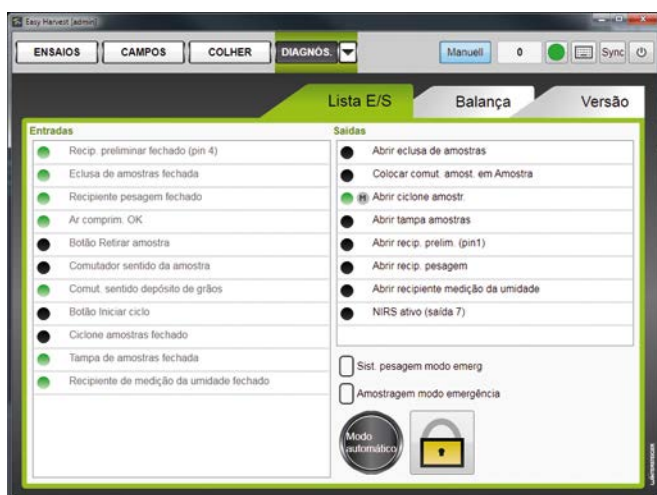 Easy Harvest [admin]
ENSAIOS CAMPOS COLHER DIAGNÓS. Manuell 0 Sync
Lista E/S Balança Versão
Entradas
Recip. preliminar fechado (pin 4)
Eclusa de amostras fechada
Recipiente pesagem fechado
Ar comprim. OK
Botão Retirar amostra
Comutador sentido da amostra
Comut. sentido depósito de grãos
Botão Iniciar ciclo
Ciclone amostras fechado
Tampa de amostras fechada
Recipiente de medição da umidade fechado
Saídas
Abrir eclusa de amostras
Colocar comut. amost. em Amostra
M Abrir ciclone amostr.
Abrir tampa amostras
Abrir recip. prelim. (pin1)
Abrir recip. pesagem
Abrir recipiente medição da umidade
NIRS ativo (saída 7)
Sist. pesagem modo emerg
Amostragem modo emergência
Modo
automático